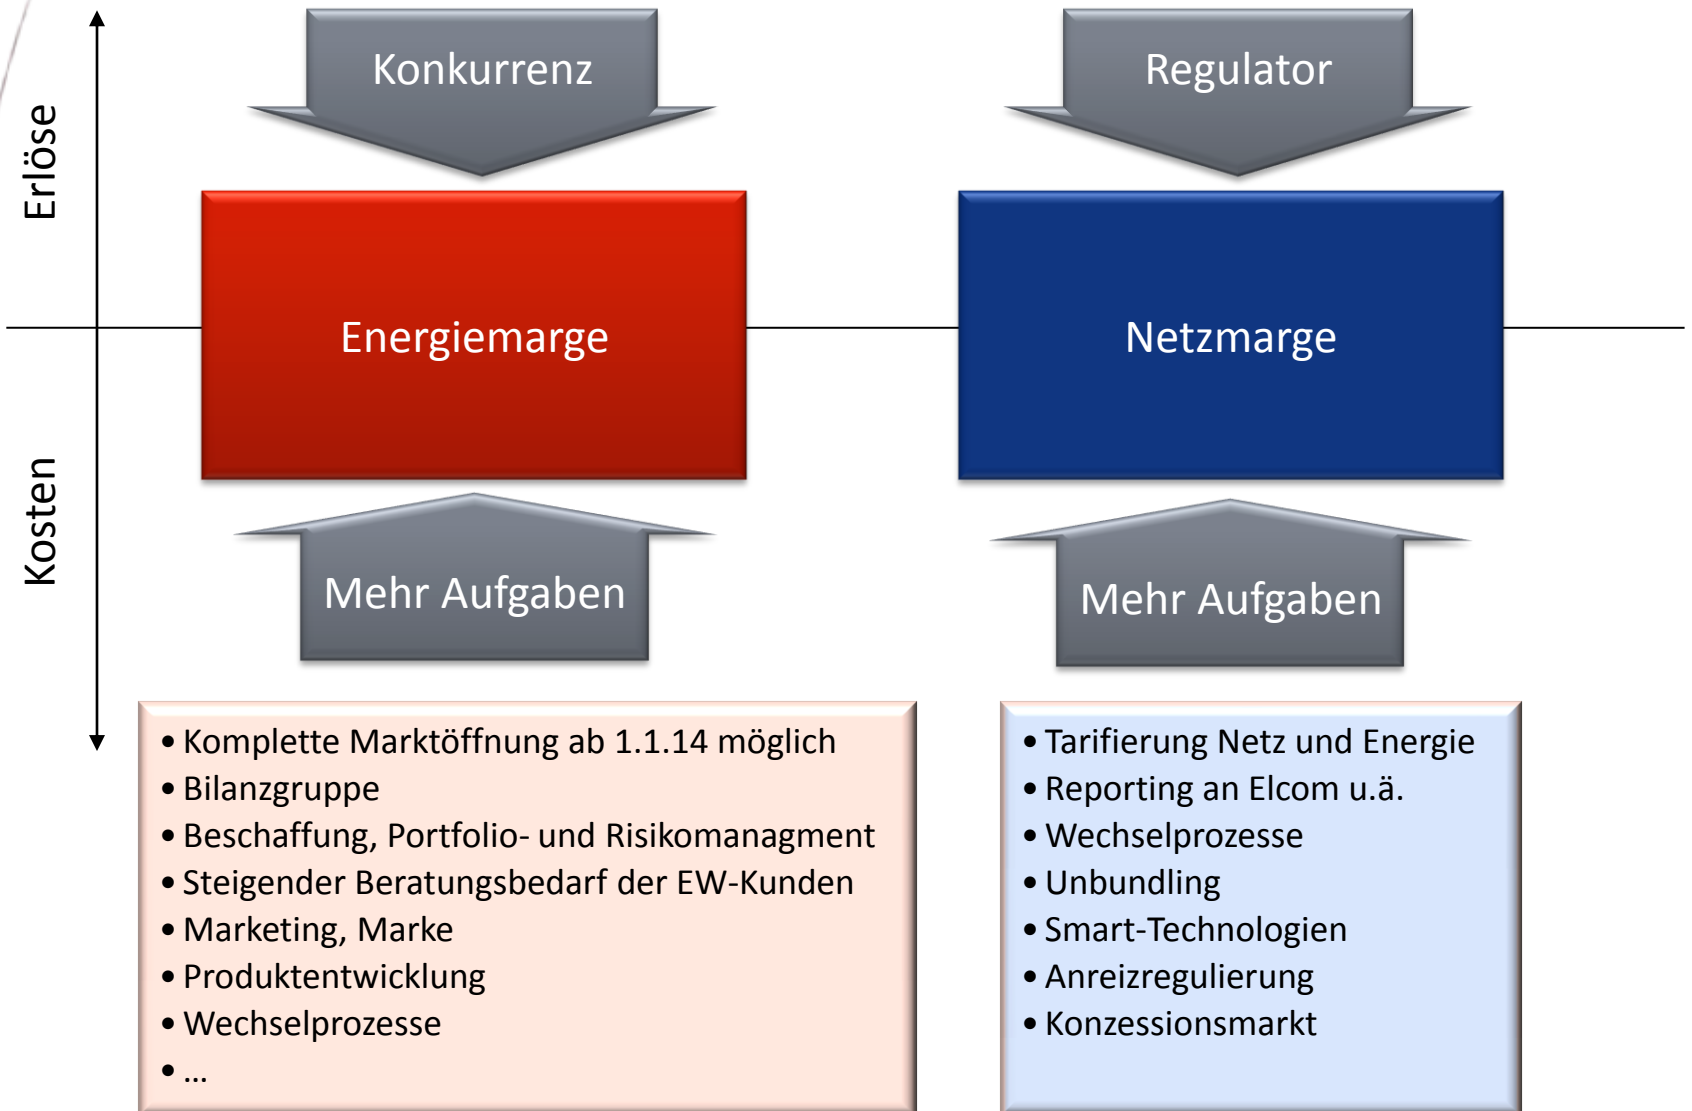 Erlöse
Kosten
Konkurrenz
Regulator
Energiemarge
Netzmarge
Mehr Aufgaben
Mehr Aufgaben
• Komplette Marktöffnung ab 1.1.14 möglich
• Bilanzgruppe
• Beschaffung, Portfolio- und Risikomanagment
• Steigender Beratungsbedarf der EW-Kunden
• Marketing, Marke
• Produktentwicklung
• Wechselprozesse
• …
• Tarifierung Netz und Energie
• Reporting an Elcom u.ä.
• Wechselprozesse
• Unbundling
• Smart-Technologien
• Anreizregulierung
• Konzessionsmarkt